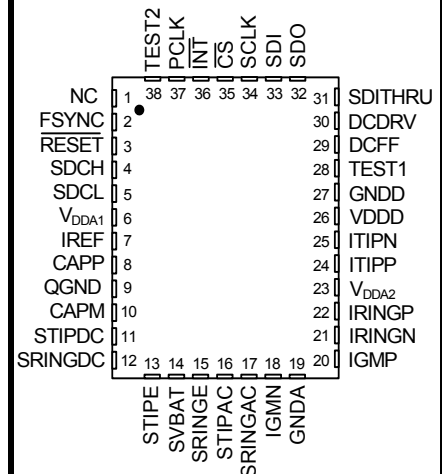 TEST2
PCLK
INT
CS
SCLK
SDI
SDO
38 37 36 35 34 33 32
NC 1
FSYNC 2
RESET 3
SDCH 4
SDCL 5
VDDA1 6
IREF 7
CAPP 8
QGND 9
CAPM 10
STIPDC 11
SRINGDC 12
31 SDITHRU
30 DCDRV
29 DCFF
28 TEST1
27 GNDD
26 VDDD
25 ITIPN
24 ITIPP
23 VDDA2
22 IRINGP
21 IRINGN
20 IGMP
13 14 15 16 17 18 19
STIPE
SVBAT
SRINGE
STIPAC
SRINGAC
IGMN
GNDA